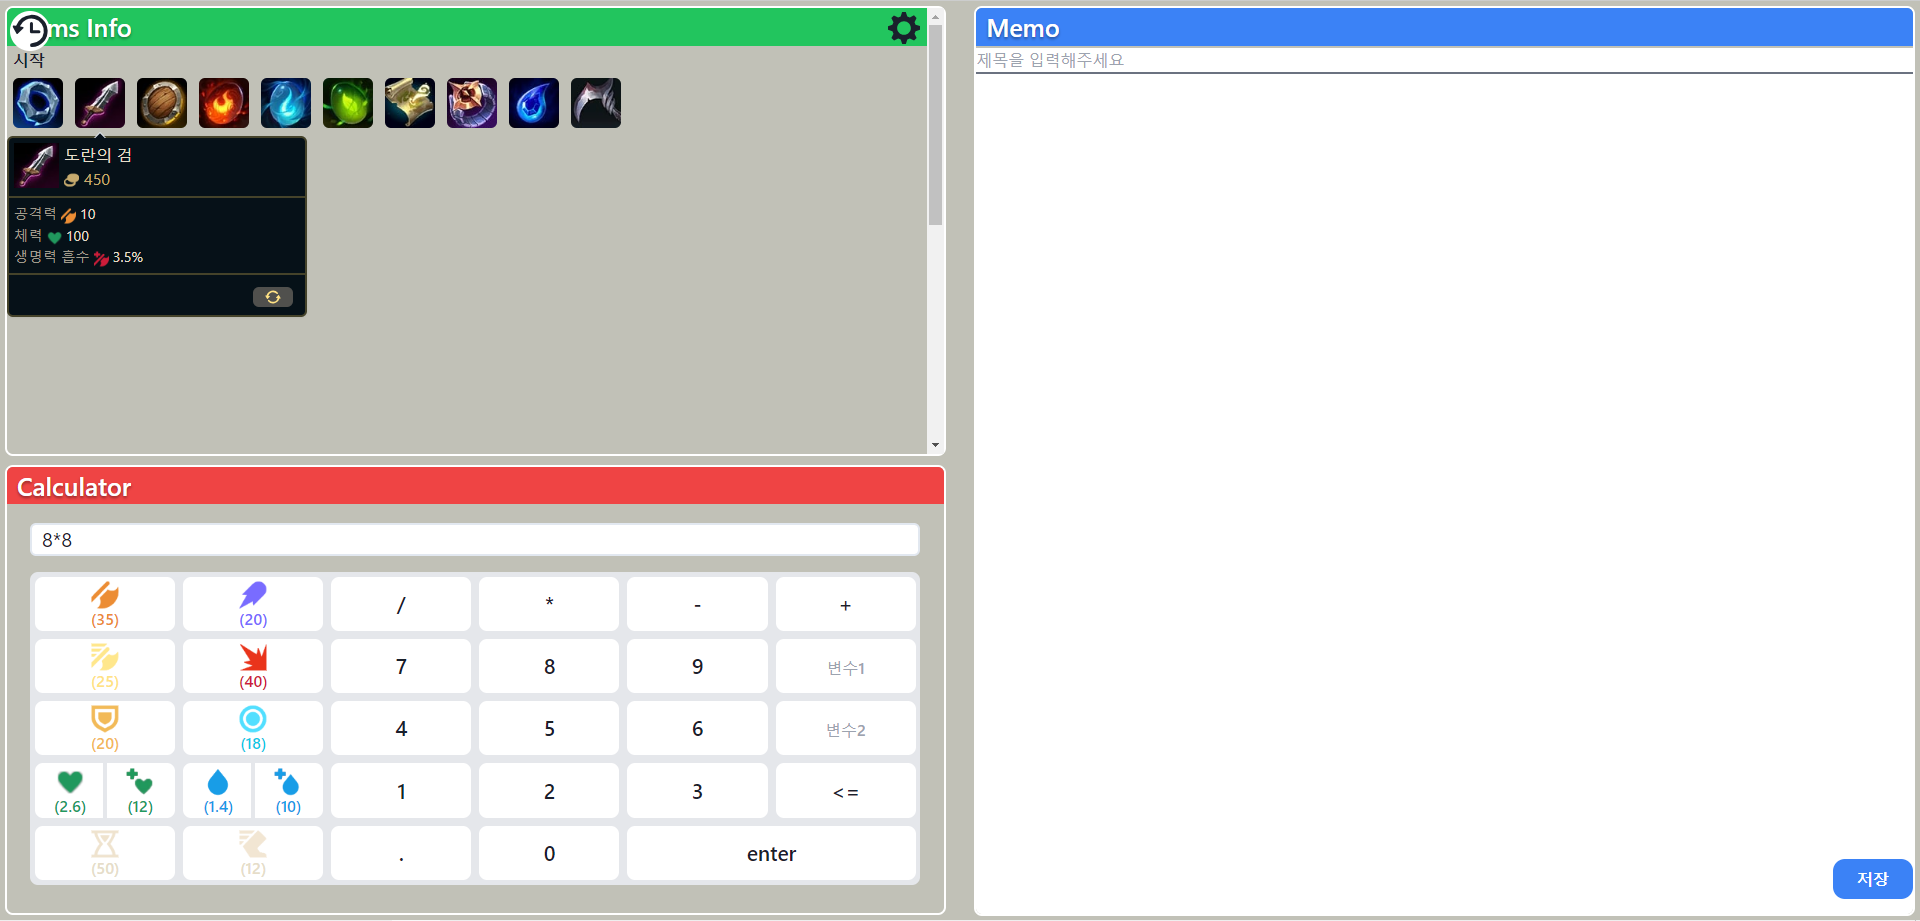 ms Info
시작
도란의 검
450
공격력 10
체력 100
생명력 흡수 3.5%
Calculator
8*8
(35)
(20)
/
*
-
+
(25)
(40)
7
8
9
변수1
(20)
(18)
4
5
6
변수2
(2.6)
(12)
(1.4)
(10)
1
2
3
<=
(50)
(12)
.
0
enter
Memo
제목을 입력해주세요
저장